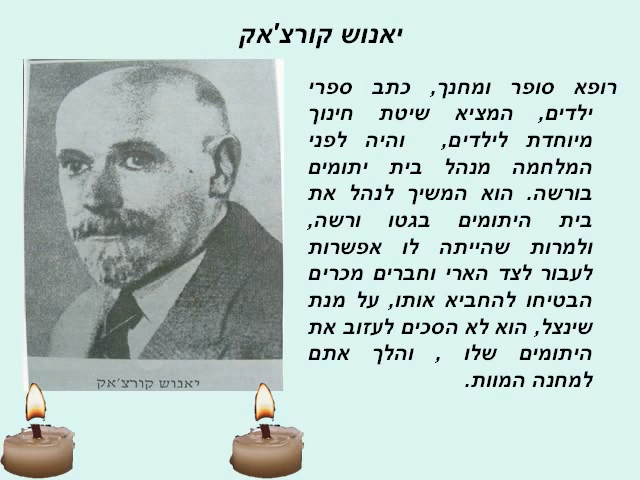 יאנוש קורצ'אק
רופא סופר ומחנך, כתב ספרי
ילדים, המציא שיטת חינוך
מיוחדת לילדים, והיה לפני
המלחמה מנהל בית יתומים
בורשה. הוא המשיך לנהל את
בית היתומים בגטו ורשה,
ולמרות שהייתה לו אפשרות
לעבור לצד הארי וחברים מכרים
הבטיחו להחביא אותו, על מנת
שינצל, הוא לא הסכים לעזוב את
היתומים שלו , והלך אתם
למחנה המוות.
יאנוש קורצ'אק